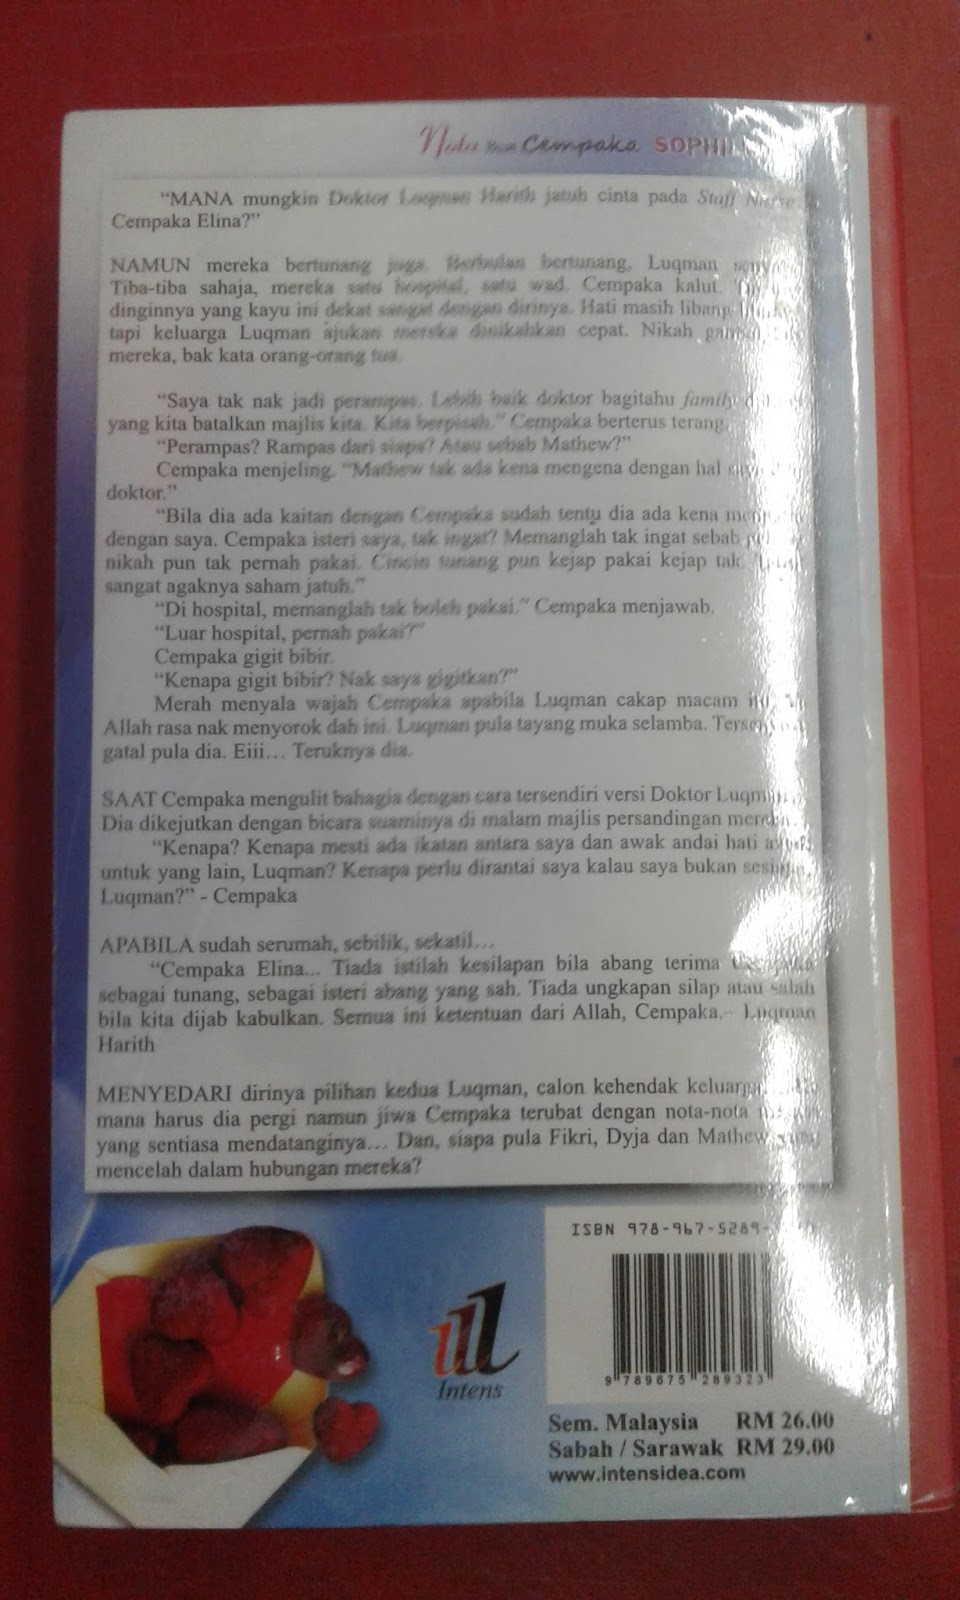 Nota Buat Cempaka SOPHI
“MANA mungkin Doktor Luqman Harith jatuh cinta pada Staff Nurse
Cempaka Elina?”
NAMUN mereka bertunang juga. Berbulan bertunang, Luqman
Tiba-tiba sahaja, mereka satu hospital, satu wad. Cempaka kalut.
dinginnya yang kayu ini dekat sangat dengan dirinya. Hati masih libang
tapi keluarga Luqman ajukan mereka dinikahkan cepat. Nikah
mereka, bak kata orang-orang tua.
“Saya tak nak jadi perampas. Lebih baik doktor bagitahu family
yang kita batalkan majlis kita. Kita berpisah.” Cempaka berterus terang.
“Perampas? Rampas dari siapa? Atau sebab Mathew?”
Cempaka menjeling. “Mathew tak ada kena mengena dengan hal
doktor.”
“Bila dia ada kaitan dengan Cempaka sudah tentu dia ada kena
dengan saya. Cempaka isteri saya, tak ingat? Memanglah tak ingat sebab
nikah pun tak pernah pakai. Cincin tunang pun kejap pakai kejap tak.
sangat agaknya saham jatuh.“
“Di hospital, memanglah tak boleh pakai.” Cempaka menjawab.
“Luar hospital, pernah pakai?”
Cempaka gigit bibir.
“Kenapa gigit bibir? Nak saya gigitkan?”
Merah menyala wajah Cempaka apabila Luqman cakap macam
Allah rasa nak menyorok dah ini. Luqman pula tayang muka selamba.
gatal pula dia. Eiii… Teruknya dia.
SAAT Cempaka mengulit bahagia dengan cara tersendiri versi Doktor
Dia dikejutkan dengan bicara suaminya di malam majlis persandingan
“Kenapa? Kenapa mesti ada ikatan antara saya dan awak andai hati
untuk yang lain, Luqman? Kenapa perlu dirantai saya kalau saya bukan
Luqman?” - Cempaka
APABILA sudah serumah, sebilik, sekatil…
“Cempaka Elina... Tiada istilah kesilapan bila abang terima Cempaka
sebagai tunang, sebagai isteri abang yang sah. Tiada ungkapan silap atau salah
bila kita dijab kabulkan. Semua ini ketentuan dari Allah, Cempaka.– Luqman
Harith
MENYEDARI dirinya pilihan kedua Luqman, calon kehendak keluarga
mana harus dia pergi namun jiwa Cempaka terubat dengan nota-nota
yang sentiasa mendatanginya… Dan, siapa pula Fikri, Dyja dan Mathew
mencelah dalam hubungan mereka?
ISBN 978-967-5289-
9 789675 289323
Intens
Sem. Malaysia RM 26.00
Sabah / Sarawak RM 29.00
www.intensidea.com